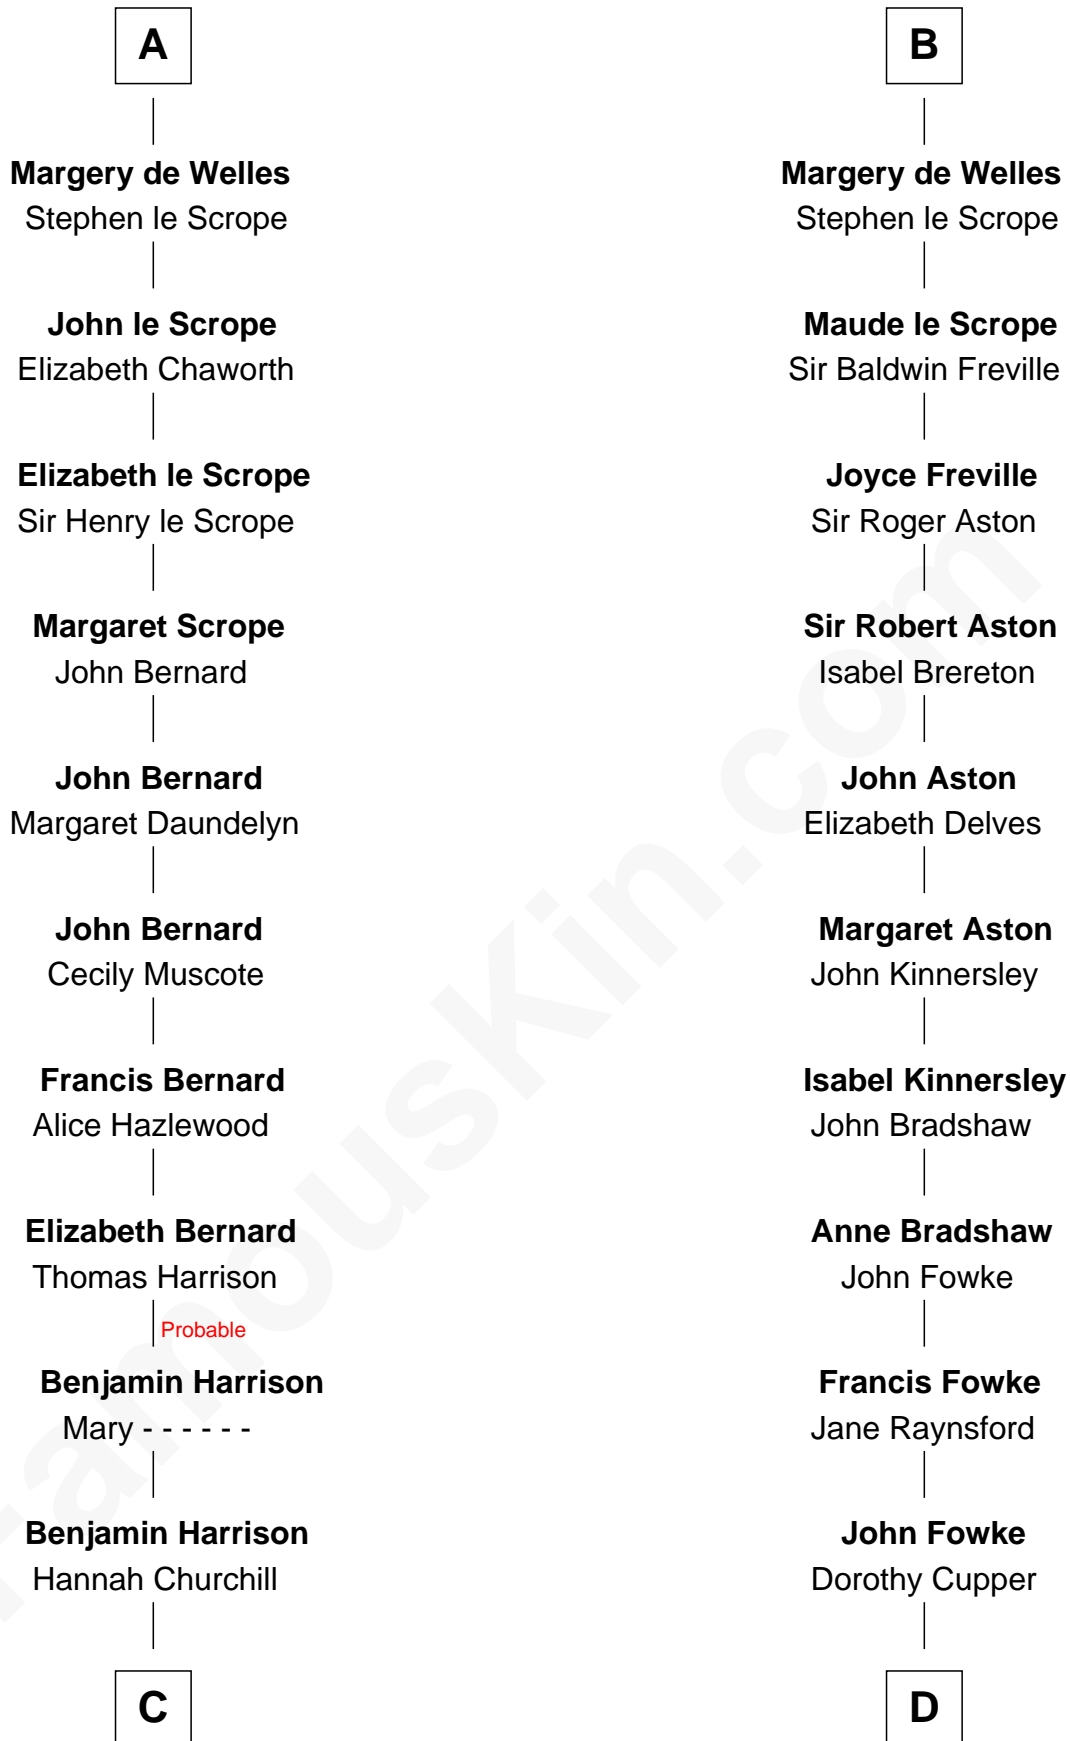 A
Margery de Welles
Stephen le Scrope
John le Scrope
Elizabeth Chaworth
Elizabeth le Scrope
Sir Henry le Scrope
Margaret Scrope
John Bernard
John Bernard
Margaret Daundelyn
John Bernard
Cecily Muscote
Francis Bernard
Alice Hazlewood
Elizabeth Bernard
Thomas Harrison
Probable
Benjamin Harrison
Mary - - - - - -
Benjamin Harrison
Hannah Churchill
C
B
Margery de Welles
Stephen le Scrope
Maude le Scrope
Sir Baldwin Freville
Joyce Freville
Sir Roger Aston
Sir Robert Aston
Isabel Brereton
John Aston
Elizabeth Delves
Margaret Aston
John Kinnersley
Isabel Kinnersley
John Bradshaw
Anne Bradshaw
John Fowke
Francis Fowke
Jane Raynsford
John Fowke
Dorothy Cupper
D
FamousKin.com